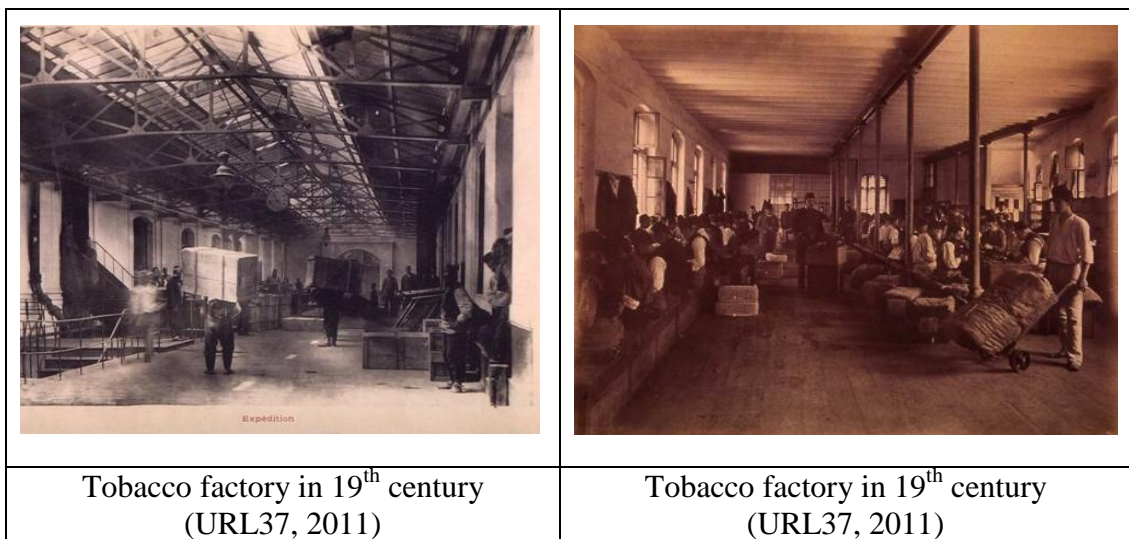 Expédition
Tobacco factory in 19th century
(URL37, 2011)
Tobacco factory in 19th century
(URL37, 2011)